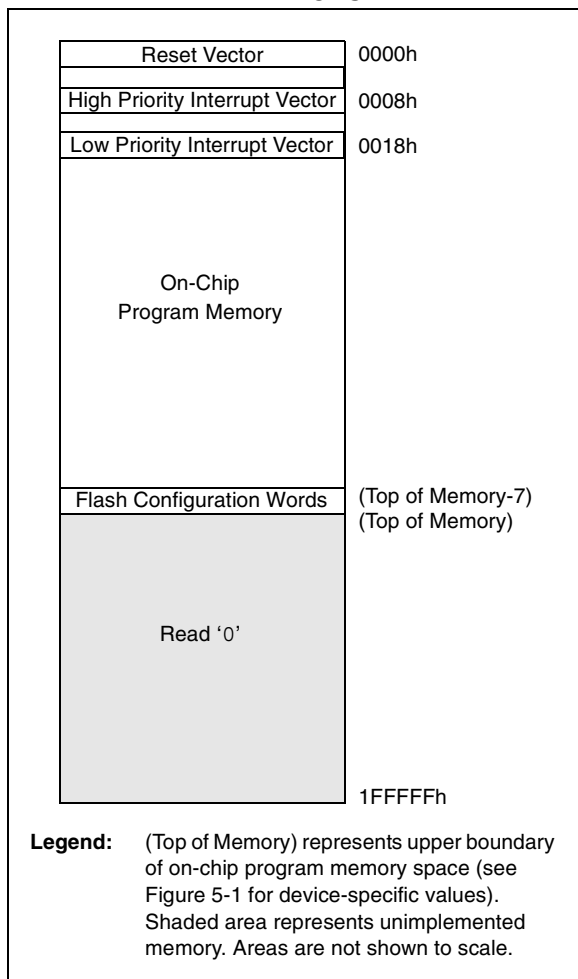 Reset Vector 0000h
High Priority Interrupt Vector 0008h
Low Priority Interrupt Vector 0018h
On-Chip
Program Memory
Flash Configuration Words (Top of Memory-7)
(Top of Memory)
Read ‘0’
1FFFFFh
Legend: (Top of Memory) represents upper boundary
of on-chip program memory space (see
Figure 5-1 for device-specific values).
Shaded area represents unimplemented
memory. Areas are not shown to scale.